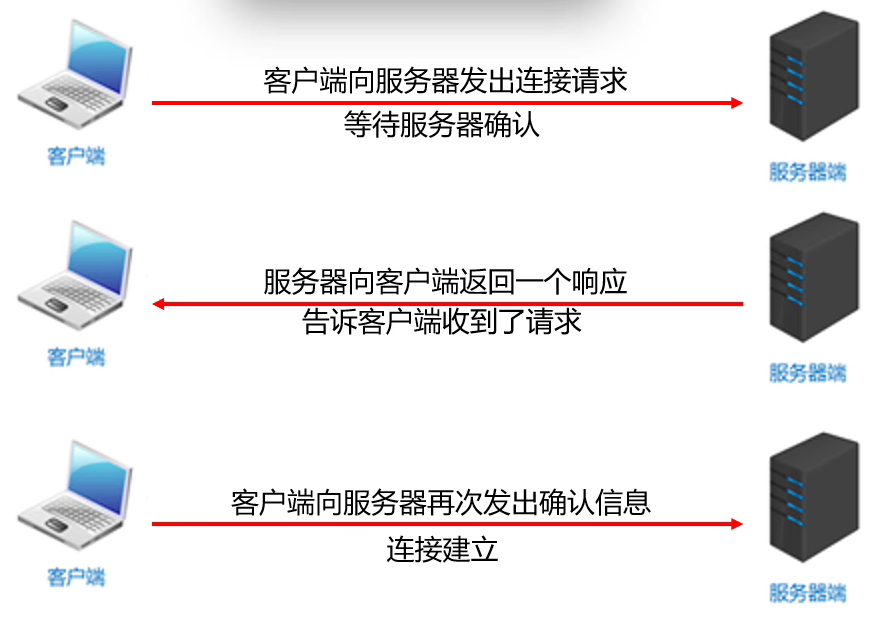 客户端向服务器发出连接请求
等待服务器确认
客户端
服务器端
服务器向客户端返回一个响应
告诉客户端收到了请求
客户端
服务器端
客户端向服务器再次发出确认信息
连接建立
客户端
服务器端